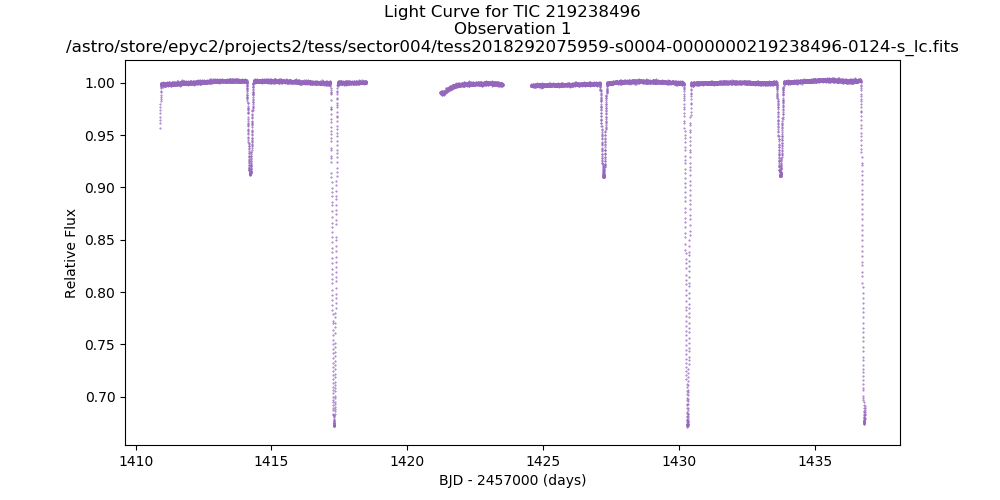 Light Curve for TIC 219238496
Observation 1
/astro/store/epyc2/projects2/tess/sector004/tess2018292075959-s0004-0000000219238496-0124-s_lc.fits
1.00
0.95
0.90
0.85
0.80
0.75
0.70
Relative Flux
1410
1415
1420
1425
1430
1435
BJD - 2457000 (days)